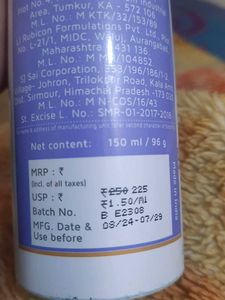 Area, Tumkur, KA - 572 106
M.L. No.: M KTK/32/153/89
L) Rubicon Formulations Pvt. Ltd., Plot
No. L-21/1, MIDC, Waluj, Aurangabad,
Maharashtra, 431 136
M.L. No.: M MH/104852
S) Sai Corporation, 353/196/186/1-2,
Village- Johron, Trilokpur Road, Kala Amb
Dist. Sirmour, Himachal Pradesh -173 030
M.L. No.: M N-COS/16/43
St. Excise L. No.: SMR-01-2017-2018
Net content: 150 ml / 96 g
MRP : ₹
(Incl. of all taxes)
₹250 225
USP : ₹
₹1.50/Ml
Batch No.
B E2308
MFG. Date &
Use before
08/24-07/29
Made in India